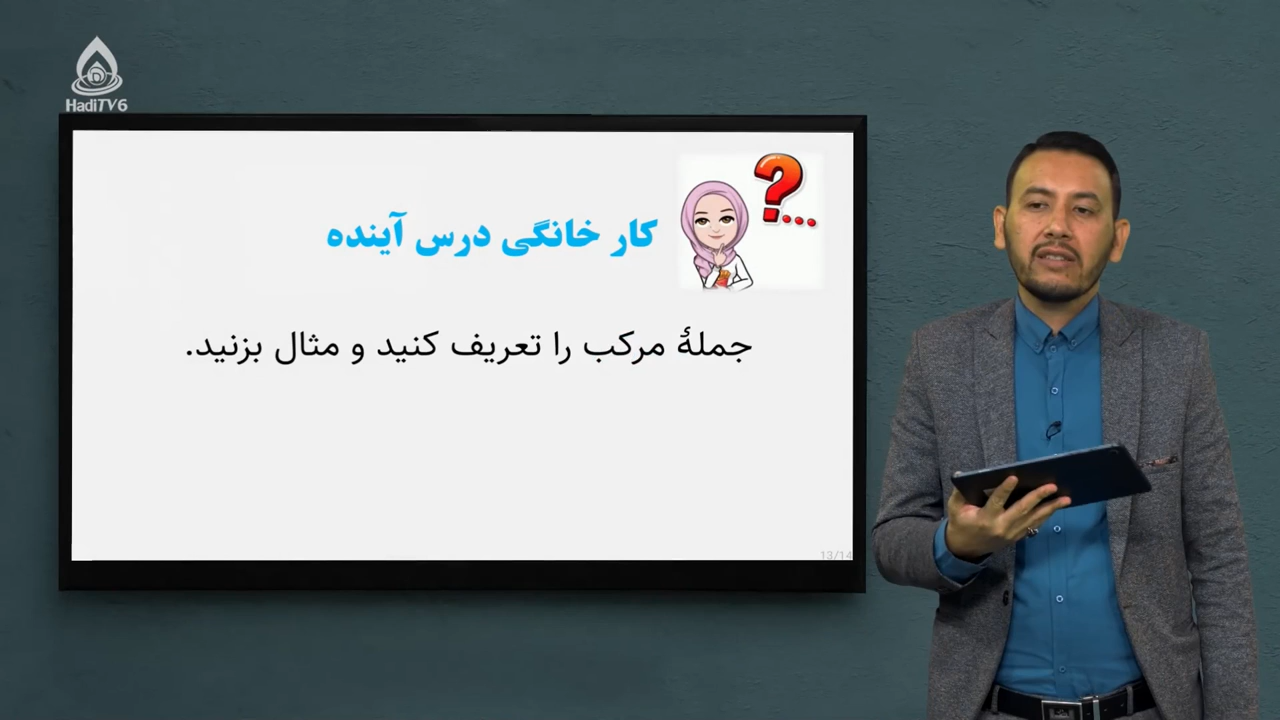 HadiTV6
کار خانگی درس آینده
جملهٔ مرکب را تعریف کنید و مثال بزنید.
13/14